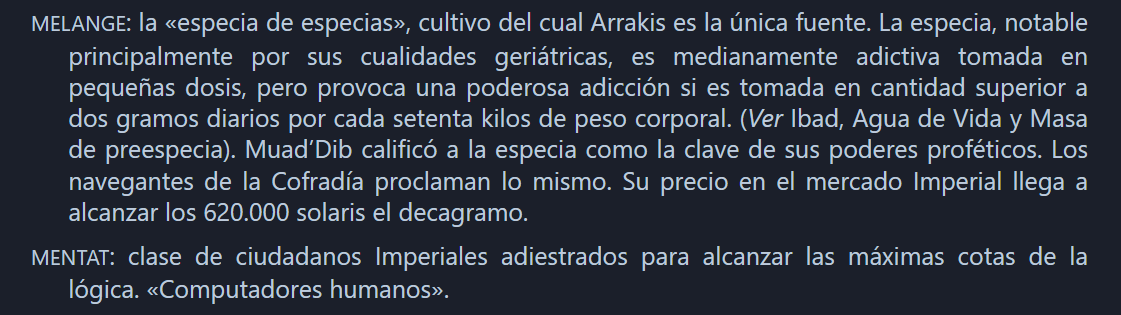 MELANGE: la «especia de especias», cultivo del cual Arrakis es la única fuente. La especia, notable
principalmente por sus cualidades geriátricas, es medianamente adictiva tomada en
pequeñas dosis, pero provoca una poderosa adicción si es tomada en cantidad superior a
dos gramos diarios por cada setenta kilos de peso corporal. (Ver Ibad, Agua de Vida y Masa
de preespecia). Muad’Dib calificó a la especia como la clave de sus poderes proféticos. Los
navegantes de la Cofradía proclaman lo mismo. Su precio en el mercado Imperial llega a
alcanzar los 620.000 solaris el decagramo.
MENTAT: clase de ciudadanos Imperiales adiestrados para alcanzar las máximas cotas de la
lógica. «Computadores humanos».